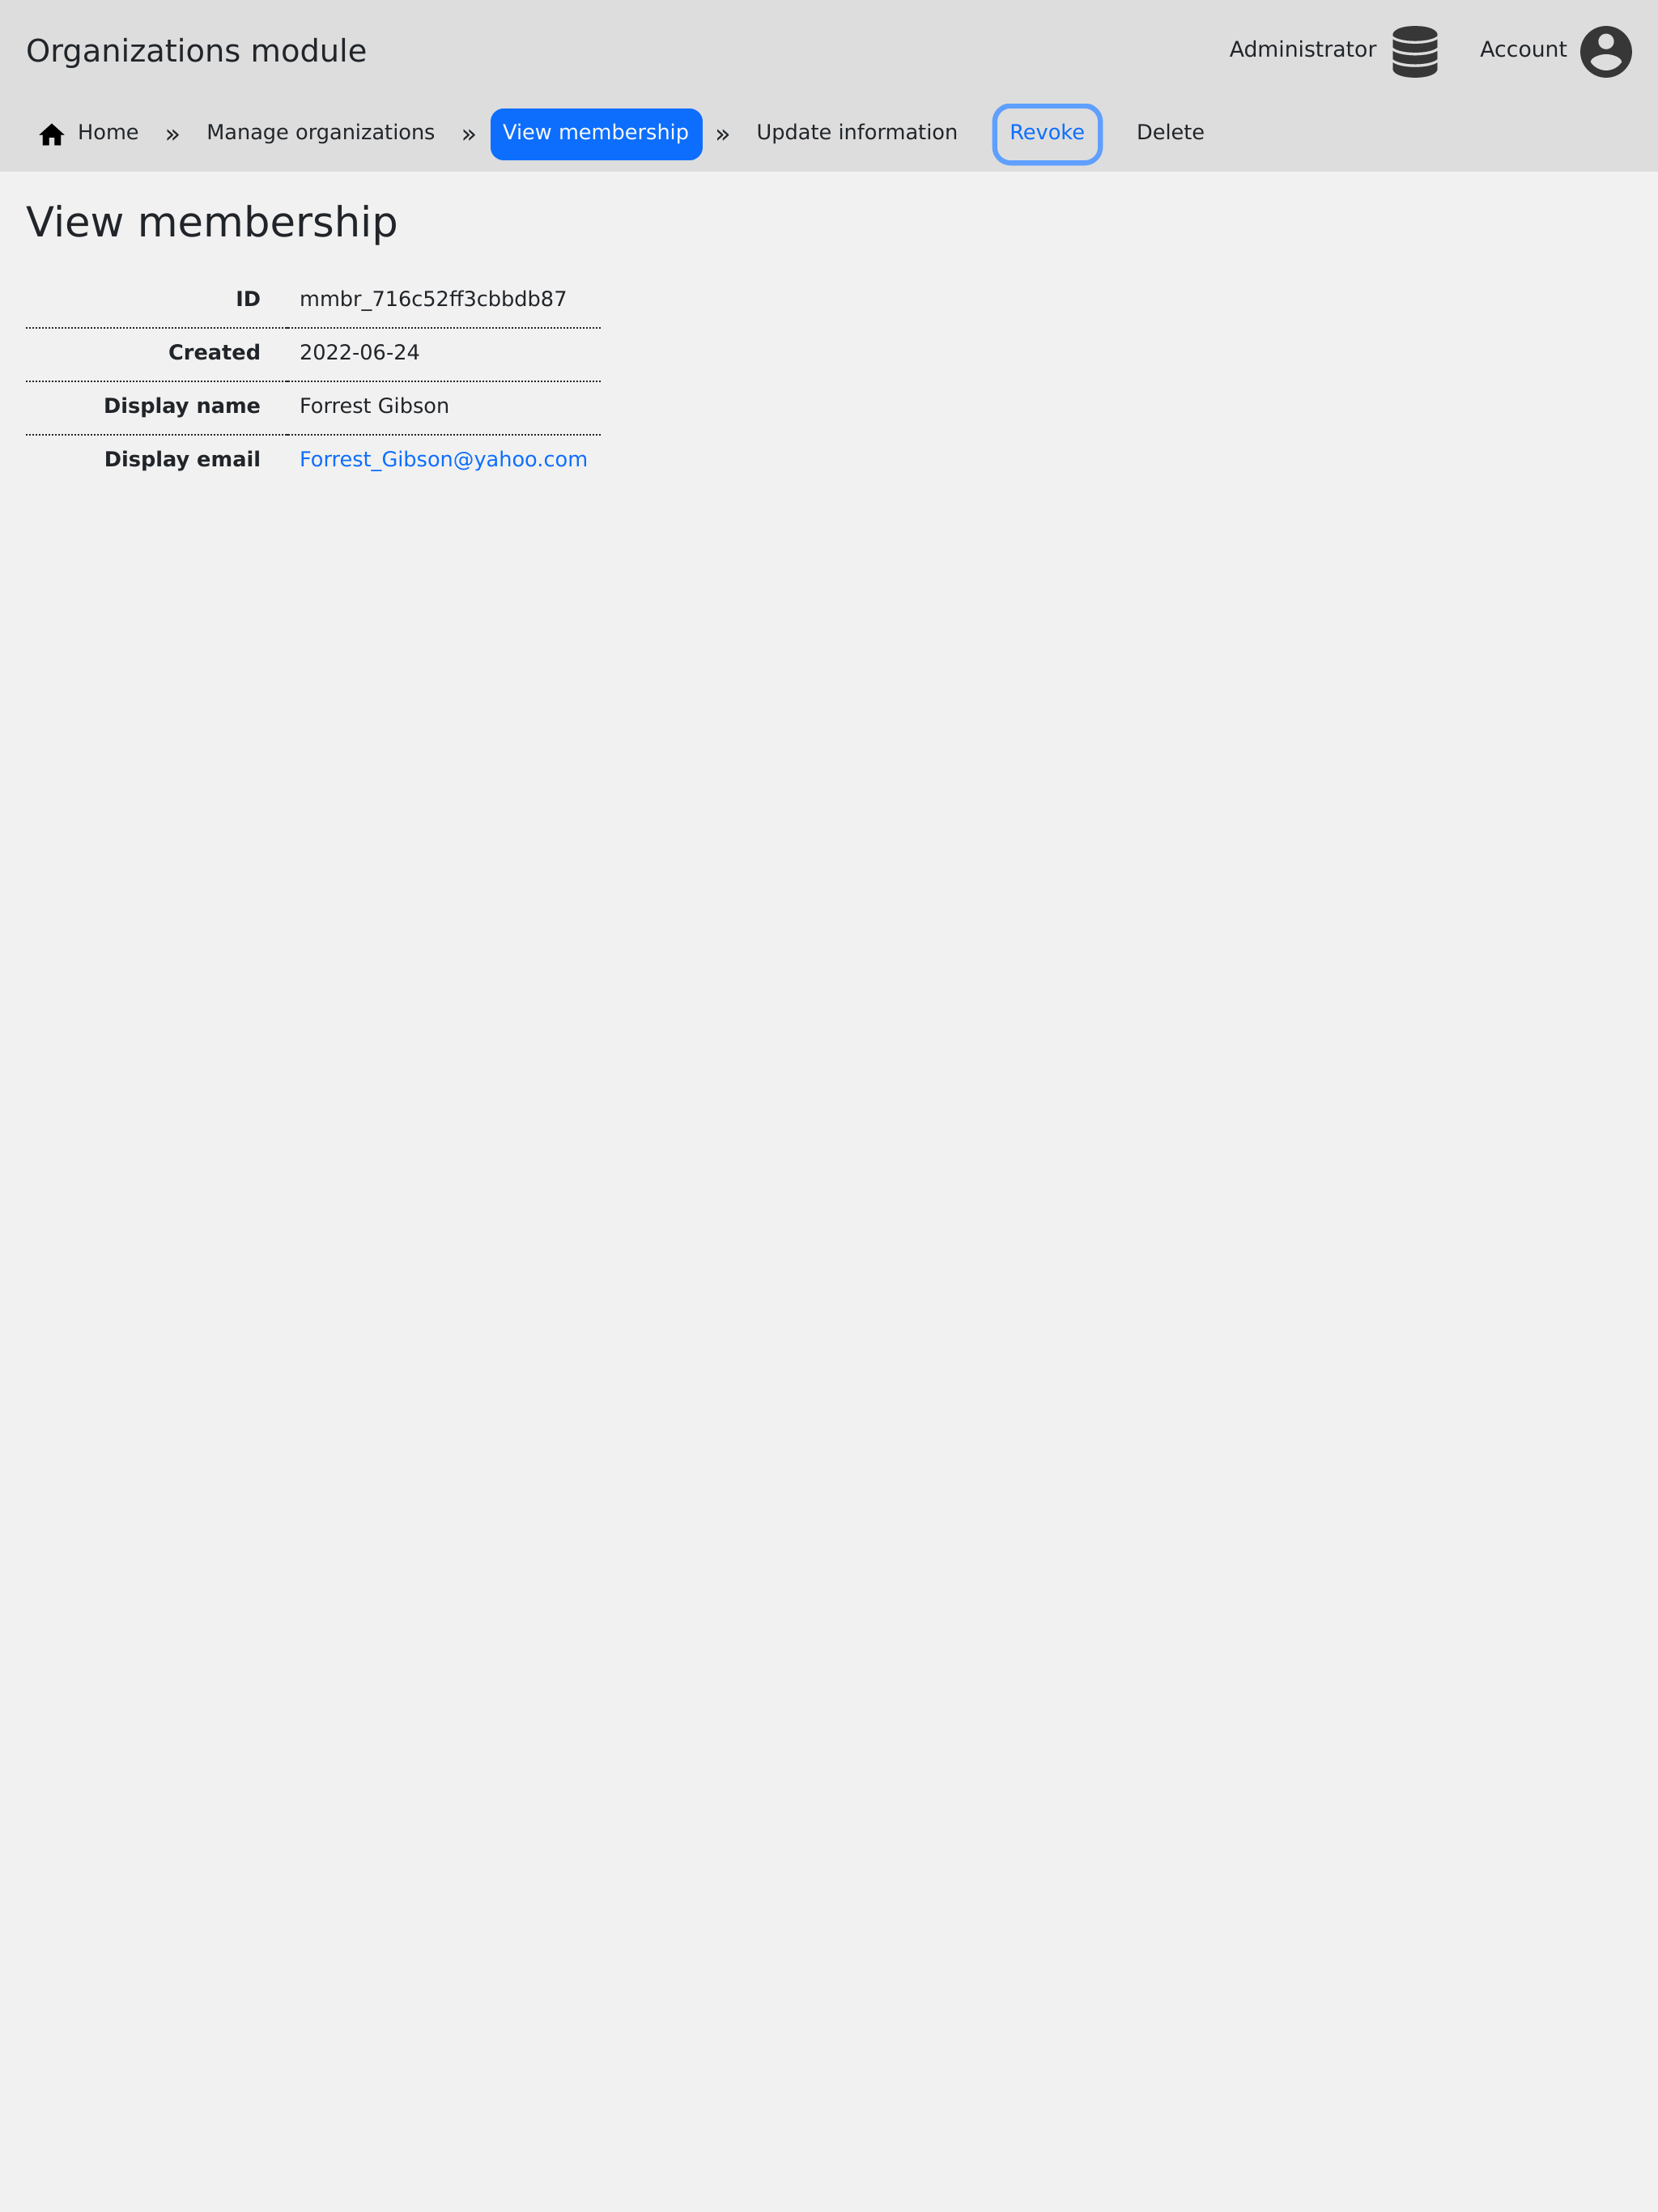 Organizations module
Administrator
Account
Home » Manage organizations » View membership » Update information Revoke Delete
View membership
ID mmbr_716c52ff3cbbdb87
Created 2022-06-24
Display name Forrest Gibson
Display email Forrest_Gibson@yahoo.com